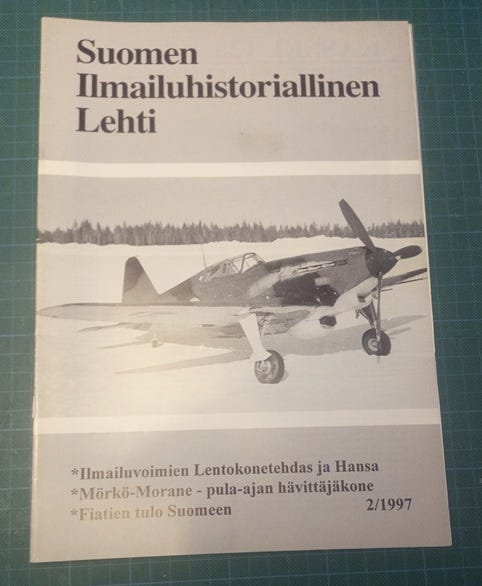 Suomen
Ilmailuhistoriallinen
Lehti
*Ilmailuvoimien Lentokonetehdas ja Hansa
*Mörkö-Morane - pula-ajan hävittäjäkone
*Fiatien tulo Suomeen
2/1997